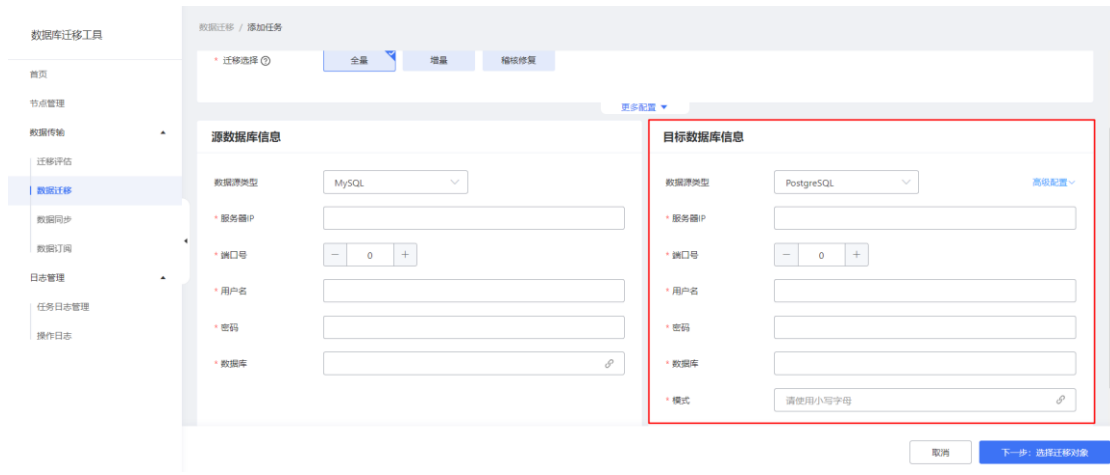 数据库迁移工具
首页
节点管理
数据传输
迁移评估
数据迁移
数据同步
数据订阅
日志管理
任务日志管理
操作日志
数据迁移 / 添加任务
* 迁移选择 ? 全量 增量 稽核修复
更多配置
源数据库信息
数据源类型 MySQL
* 服务器IP
* 端口号 − 0 +
* 用户名
* 密码
* 数据库
目标数据库信息
数据源类型 PostgreSQL 高级配置
* 服务器IP
* 端口号 − 0 +
* 用户名
* 密码
* 数据库
* 模式 请使用小写字母
取消 下一步：选择迁移对象